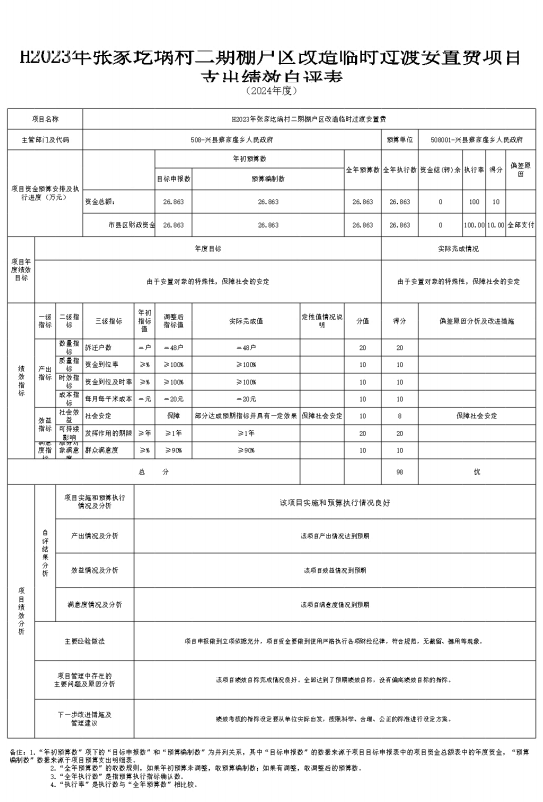 H2023年张家圪埚村二期棚户区改造临时过渡安置费项目
支出绩效自评表
(2024年度)
项目名称 H2023年张家圪埚村二期棚户区改造临时过渡安置费
主管部门及代码 508-兴县蔡家崖乡人民政府 预算单位 508001-兴县蔡家崖乡人民政府
项目资金预算安排及执行进度(万元) 年初预算数 全年预算数 全年执行数 资金结(转)余 执行率 得分 偏差原因
目标申报数 预算编制数
资金总额: 26.863 26.863 26.863 26.863 0 100 10
市县区财政资金 26.863 26.863 26.863 26.863 0 100.00 10.00 全部支付
项目年度绩效目标 年度目标 实际完成情况
由于安置对象的特殊性,保障社会的安定 由于安置对象的特殊性,保障社会的安定
绩效指标 一级指标 二级指标 三级指标 年初指标值 调整后指标值 实际完成值 定性值情况说明 分值 得分 偏差原因分析及改进措施
产出指标 数量指标 拆迁户数 =户 =48户 =48户 20 20
质量指标 资金到位率 ≥% ≥100% ≥100% 10 10
时效指标 资金到位及时率 ≥% ≥100% ≥100% 10 10
成本指标 每月每平米成本 =元 =20元 =20元 10 10
效益指标 社会效益 社会安定 保障 部分达成预期指标并具有一定效果 保障社会安定 10 8 保障社会安定
可持续影响 发挥作用的期限 ≥年 ≥1年 ≥1年 20 20
满意度指标 象满意度 群众满意度 ≥% ≥90% ≥90% 10 10
总 分 98 优
项目绩效分析 自评结果分析 项目实施和预算执行情况及分析 该项目实施和预算执行情况良好
产出情况及分析 该项目产出情况达到预期
效益情况及分析 该项目效益情况到预期
满意度情况及分析 该项目满意度情况到预期
主要经验做法 项目申报做到立项依据充分,项目资金要做到使用严格执行各项财经纪律,符合规范,无截留、挪用等现象。
项目管理中存在的主要问题及原因分析 该项目绩效自评完成情况良好,全部达到了预期绩效目标,没有偏离绩效目标的指标。
下一步改进措施及管理建议 绩效考核的指标设定要从单位实际出发,按照科学、合理、公正的标准进行设定方案。
备注:1.“年初预算数”项下的“目标申报数”和“预算编制数”为并列关系,其中“目标申报数”的数据来源于项目目标申报表中的项目资金总额表中的年度资金,“预算编制数”数据来源于项目预算支出明细表。
2.“全年预算数”的取数规则,如果年初预算未调整,取预算编制数;如果有调整,取调整后的预算数。
3.“全年执行数”是指预算执行指标确认数。
4.“执行率”是执行数与“全年预算数”相比较。